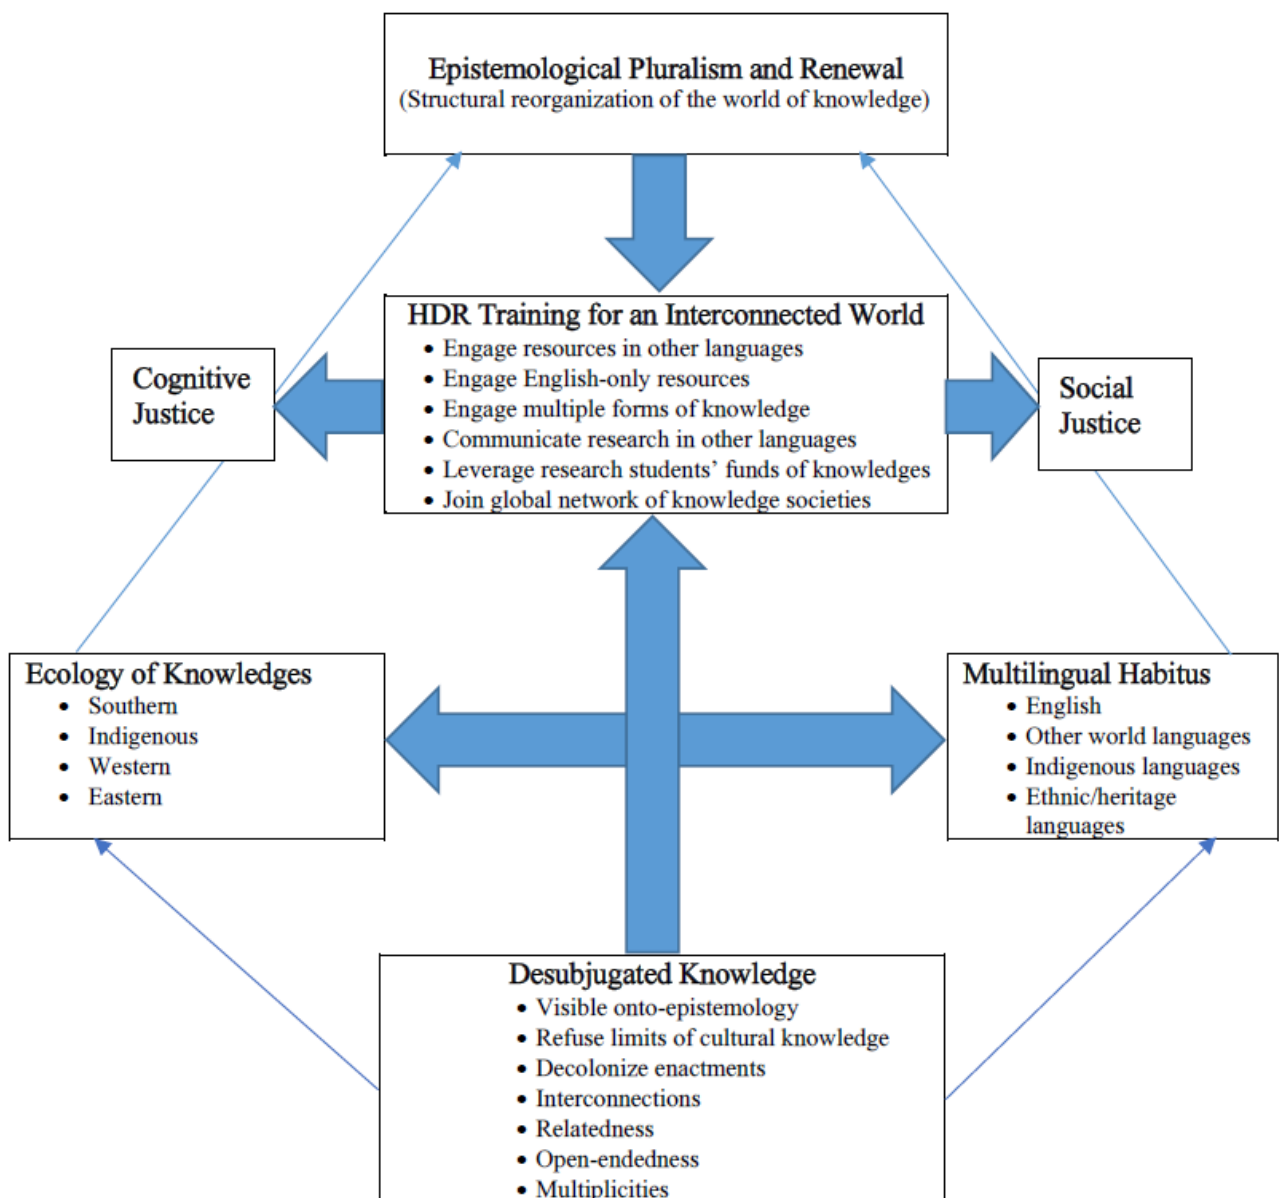 Epistemological Pluralism and Renewal
(Structural reorganization of the world of knowledge)
HDR Training for an Interconnected World
• Engage resources in other languages
• Engage English-only resources
• Engage multiple forms of knowledge
• Communicate research in other languages
• Leverage research students' funds of knowledges
• Join global network of knowledge societies
Cognitive
Justice
Social
Justice
Ecology of Knowledges
• Southern
• Indigenous
• Western
• Eastern
Multilingual Habitus
• English
• Other world languages
• Indigenous languages
• Ethnic/heritage
languages
Desubjugated Knowledge
• Visible onto-epistemology
• Refuse limits of cultural knowledge
• Decolonize enactments
• Interconnections
• Relatedness
• Open-endedness
• Multiplicities